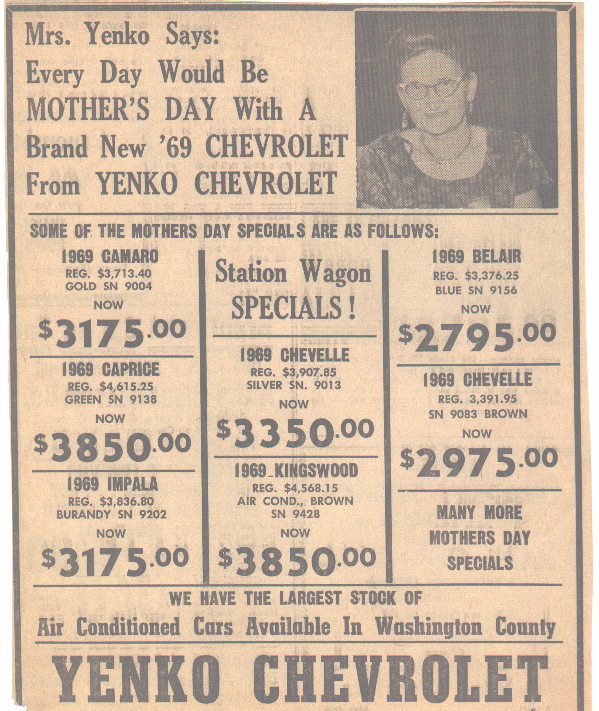 Mrs. Yenko Says:
Every Day Would Be
MOTHER'S DAY With A
Brand New '69 CHEVROLET
From YENKO CHEVROLET
SOME OF THE MOTHERS DAY SPECIALS ARE AS FOLLOWS:
1969 CAMARO
REG. $3,713.40
GOLD SN 9004
NOW
$3175.00
1969 CAPRICE
REG. $4,615.25
GREEN SN 9138
NOW
$3850.00
1969 IMPALA
REG. $3,836.80
BURANDY SN 9202
NOW
$3175.00
Station Wagon
SPECIALS!
1969 CHEVELLE
REG. $3,907.85
SILVER SN. 9013
NOW
$3350.00
1969 KINGSWOOD
REG. $4,568.15
AIR COND., BROWN
SN 9428
NOW
$3850.00
1969 BELAIR
REG. $3,376.25
BLUE SN 9156
NOW
$2795.00
1969 CHEVELLE
REG. 3,391.95
SN 9083 BROWN
NOW
$2975.00
MANY MORE
MOTHERS DAY
SPECIALS
WE HAVE THE LARGEST STOCK OF
Air Conditioned Cars Available In Washington County
YENKO CHEVROLET